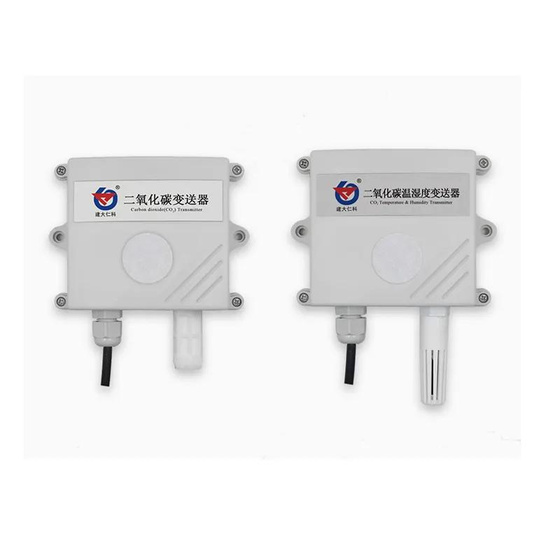 二氧化碳变送器
Carbon dioxide(CO₂) Transmitter
建大仁科
®
二氧化碳温湿度变送器
CO₂ Temperature & Humidity Transmitter
建大仁科
®